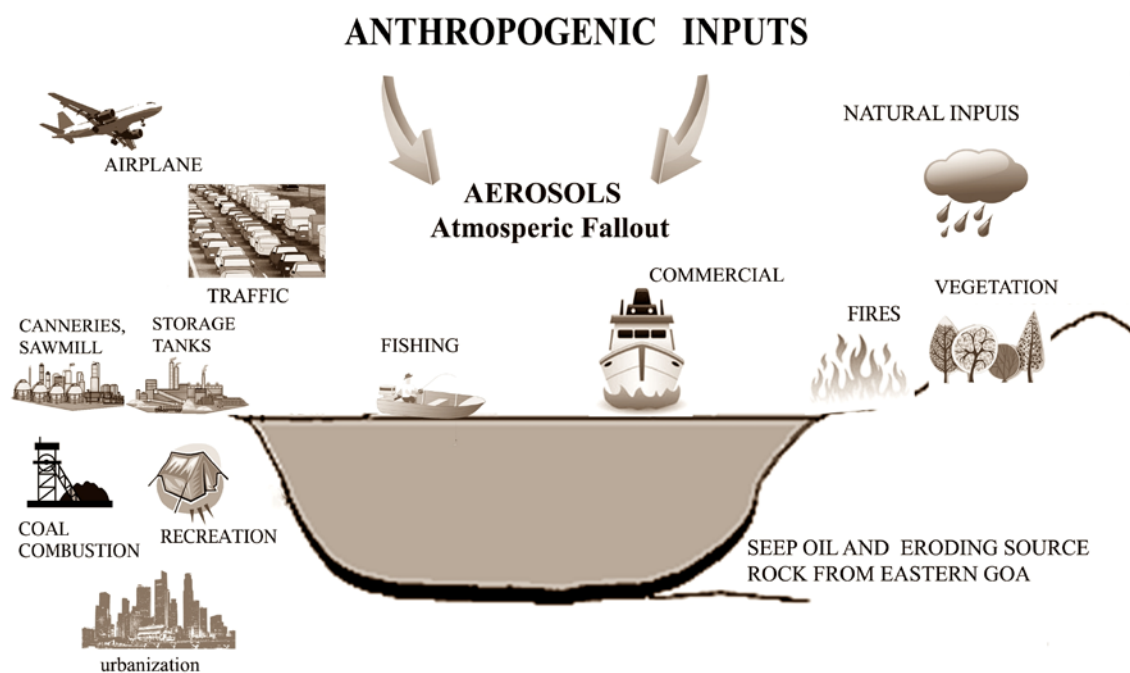 ANTHROPOGENIC INPUTS
NATURAL INPUIS
AIRPLANE
AEROSOLS
Atmosperic Fallout
TRAFFIC
COMMERCIAL
VEGETATION
FIRES
CANNERIES,
SAWMILL
STORAGE
TANKS
FISHING
COAL
COMBUSTION
RECREATION
SEEP OIL AND ERODING SOURCE
ROCK FROM EASTERN GOA
urbanization